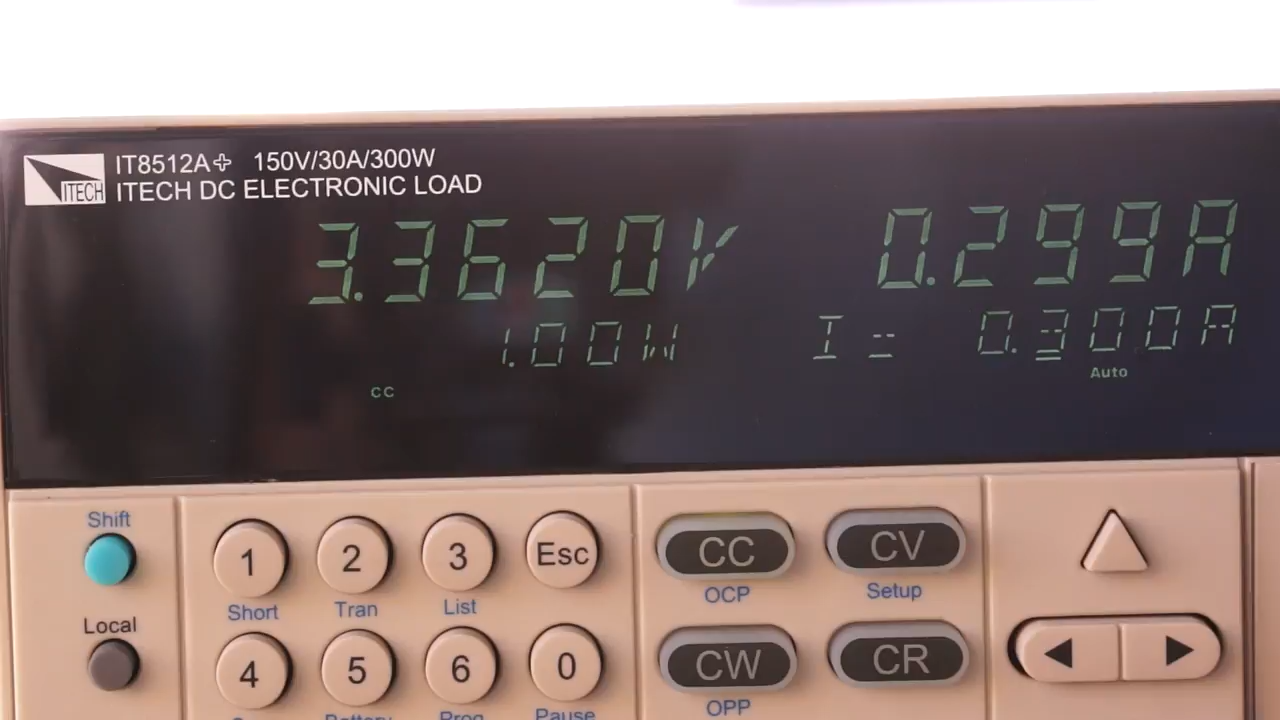 ITECH
IT8512A+ 150V/30A/300W
ITECH DC ELECTRONIC LOAD
3.3620V 0.299A
1.00W I = 0.300A
CC Auto
Shift
1 2 3 Esc CC CV
Short Tran List OCP Setup
Local
4 5 6 0 CW CR
Battery Prog Pause OPP